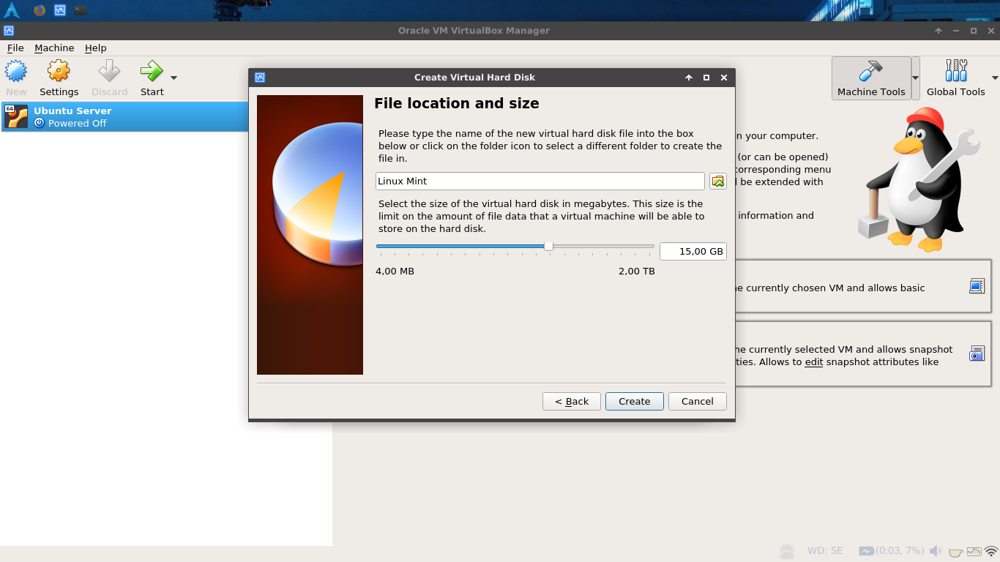 Oracle VM VirtualBox Manager
File Machine Help
New Settings Discard Start
Machine Tools Global Tools
64
Ubuntu Server
Powered Off
Create Virtual Hard Disk
File location and size
Please type the name of the new virtual hard disk file into the box
below or click on the folder icon to select a different folder to create the
file in.
Linux Mint
Select the size of the virtual hard disk in megabytes. This size is the
limit on the amount of file data that a virtual machine will be able to
store on the hard disk.
15,00 GB
4,00 MB 2,00 TB
< Back Create Cancel
n your computer.
(or can be opened)
corresponding menu
be extended with
information and
e currently chosen VM and allows basic
ne currently selected VM and allows snapshot
ties. Allows to edit snapshot attributes like
WD: SE (0:03, 7%)